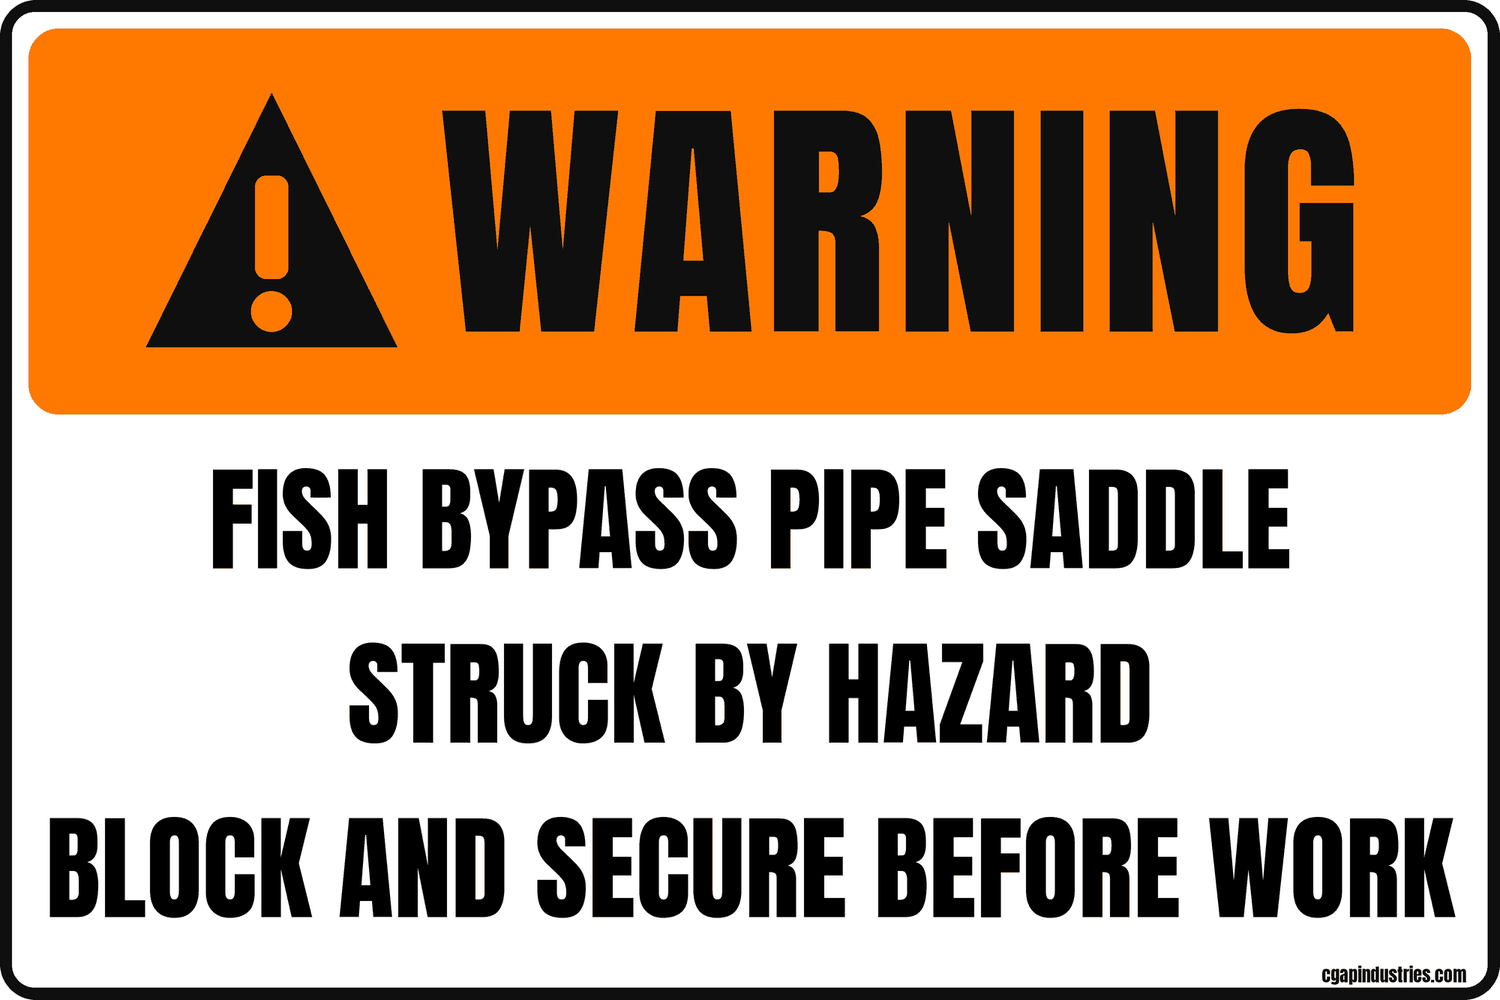 WARNING
FISH BYPASS PIPE SADDLE
STRUCK BY HAZARD
BLOCK AND SECURE BEFORE WORK
cgapindustries.com